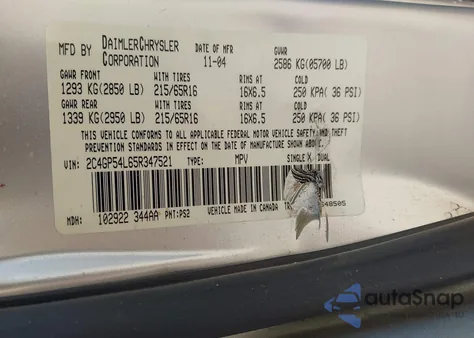 MFD BY DAIMLERCHRYSLER CORPORATION DATE OF MFR 11-04 GVWR 2586 KG(05700 LB)
GAWR FRONT WITH TIRES RIMS AT COLD
1293 KG(2850 LB) 215/65R16 16X6.5 250 KPA( 36 PSI)
GAWR REAR WITH TIRES RIMS AT COLD
1339 KG(2950 LB) 215/65R16 16X6.5 250 KPA( 36 PSI)
THIS VEHICLE CONFORMS TO ALL APPLICABLE FEDERAL MOTOR VEHICLE SAFETY AND THEFT
PREVENTION STANDARDS IN EFFECT ON THE DATE OF MANUFACTURE SHOWN ABOVE
VIN: 2C4GP54L65R347521 TYPE: MPV SINGLE X DUAL
MDH: 102922 344AA PNT:PS2 VEHICLE MADE IN CANADA 48505
autaSnap